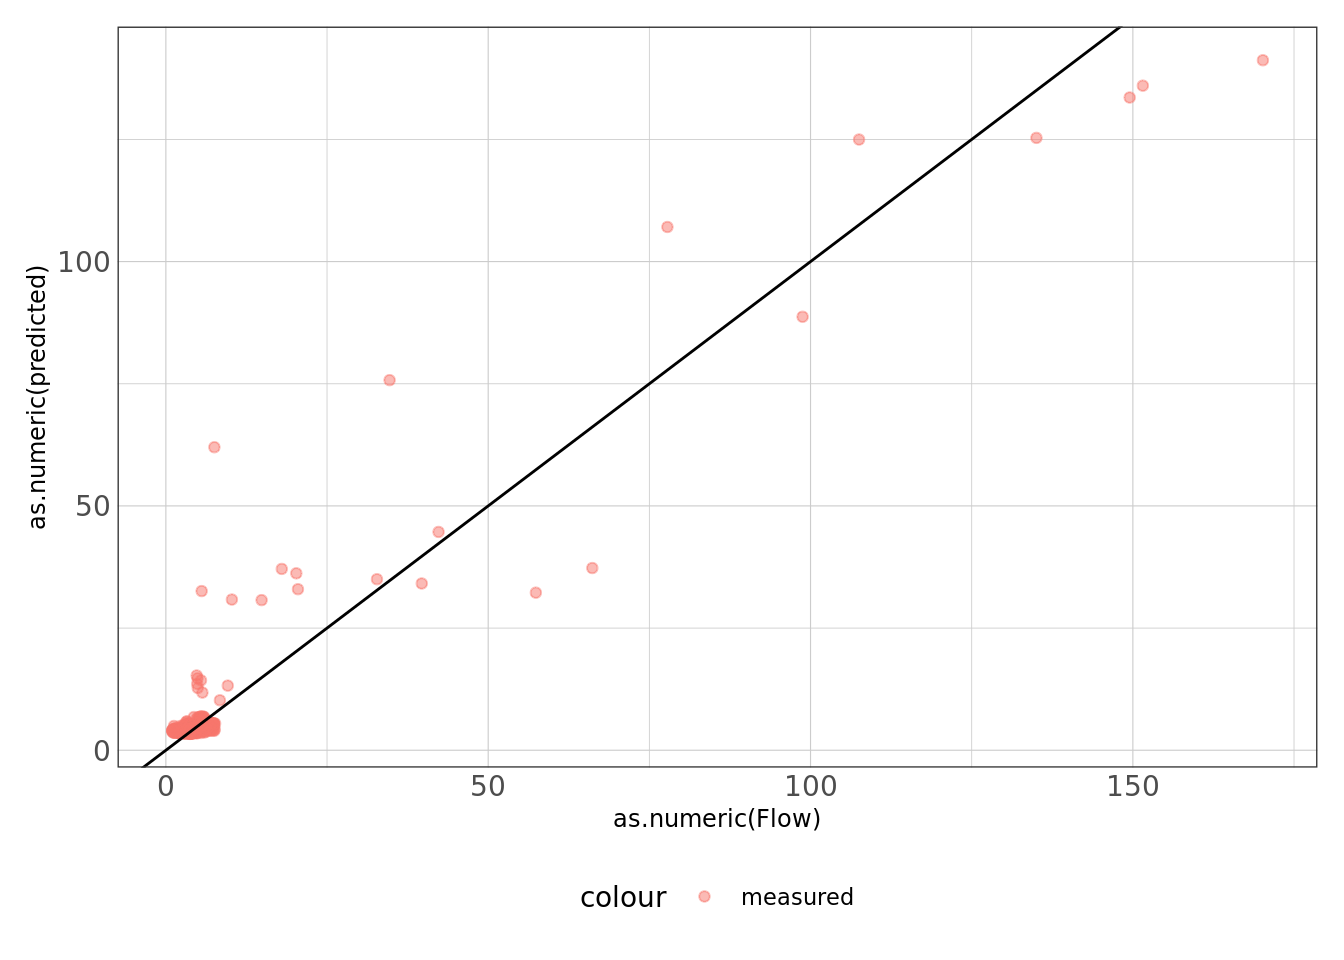 as.numeric(predicted)
100
50
0
0 50 100 150
as.numeric(Flow)
colour measured